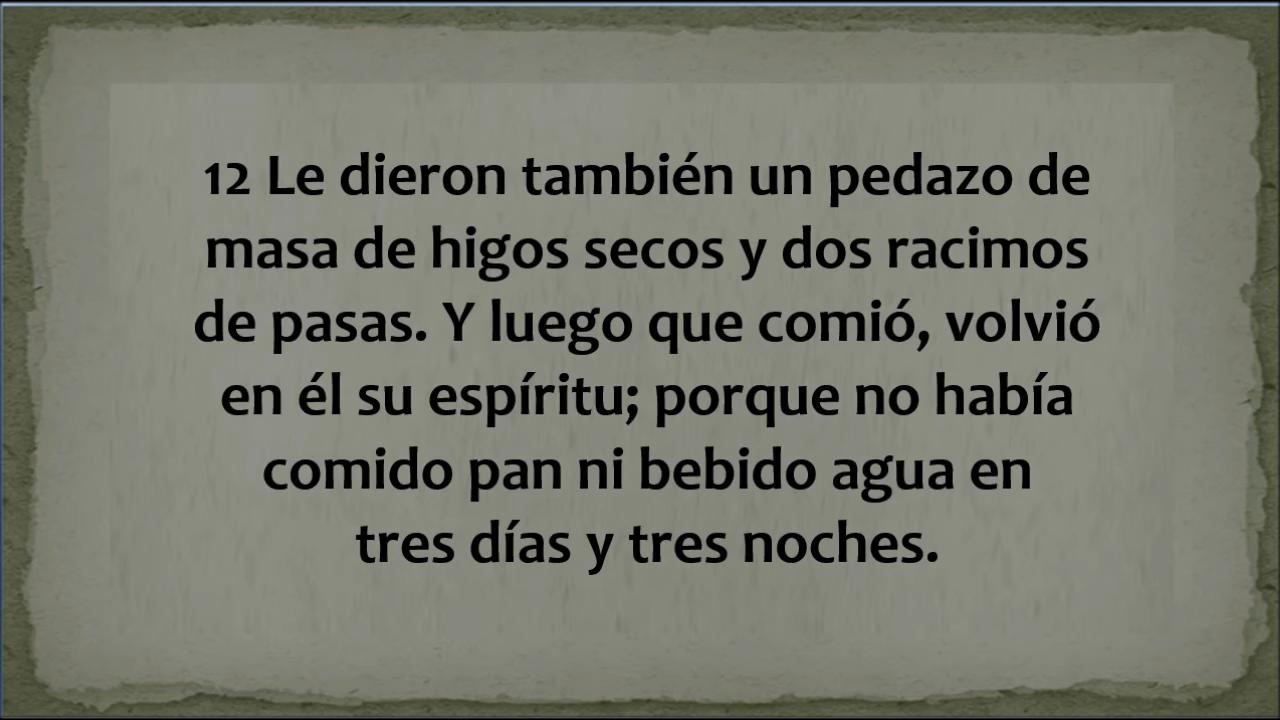 12 Le dieron también un pedazo de
masa de higos secos y dos racimos
de pasas. Y luego que comió, volvió
en él su espíritu; porque no había
comido pan ni bebido agua en
tres días y tres noches.